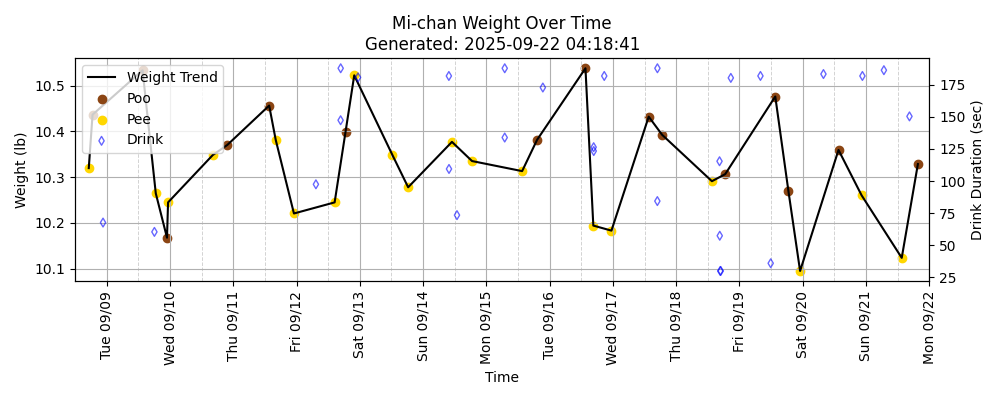 Mi-chan Weight Over Time
Generated: 2025-09-22 04:18:41
Weight Trend
Poo
Pee
Drink
Weight (lb)
10.5
10.4
10.3
10.2
10.1
Drink Duration (sec)
175
150
125
100
75
50
25
Tue 09/09
Wed 09/10
Thu 09/11
Fri 09/12
Sat 09/13
Sun 09/14
Mon 09/15
Tue 09/16
Wed 09/17
Thu 09/18
Fri 09/19
Sat 09/20
Sun 09/21
Mon 09/22
Time